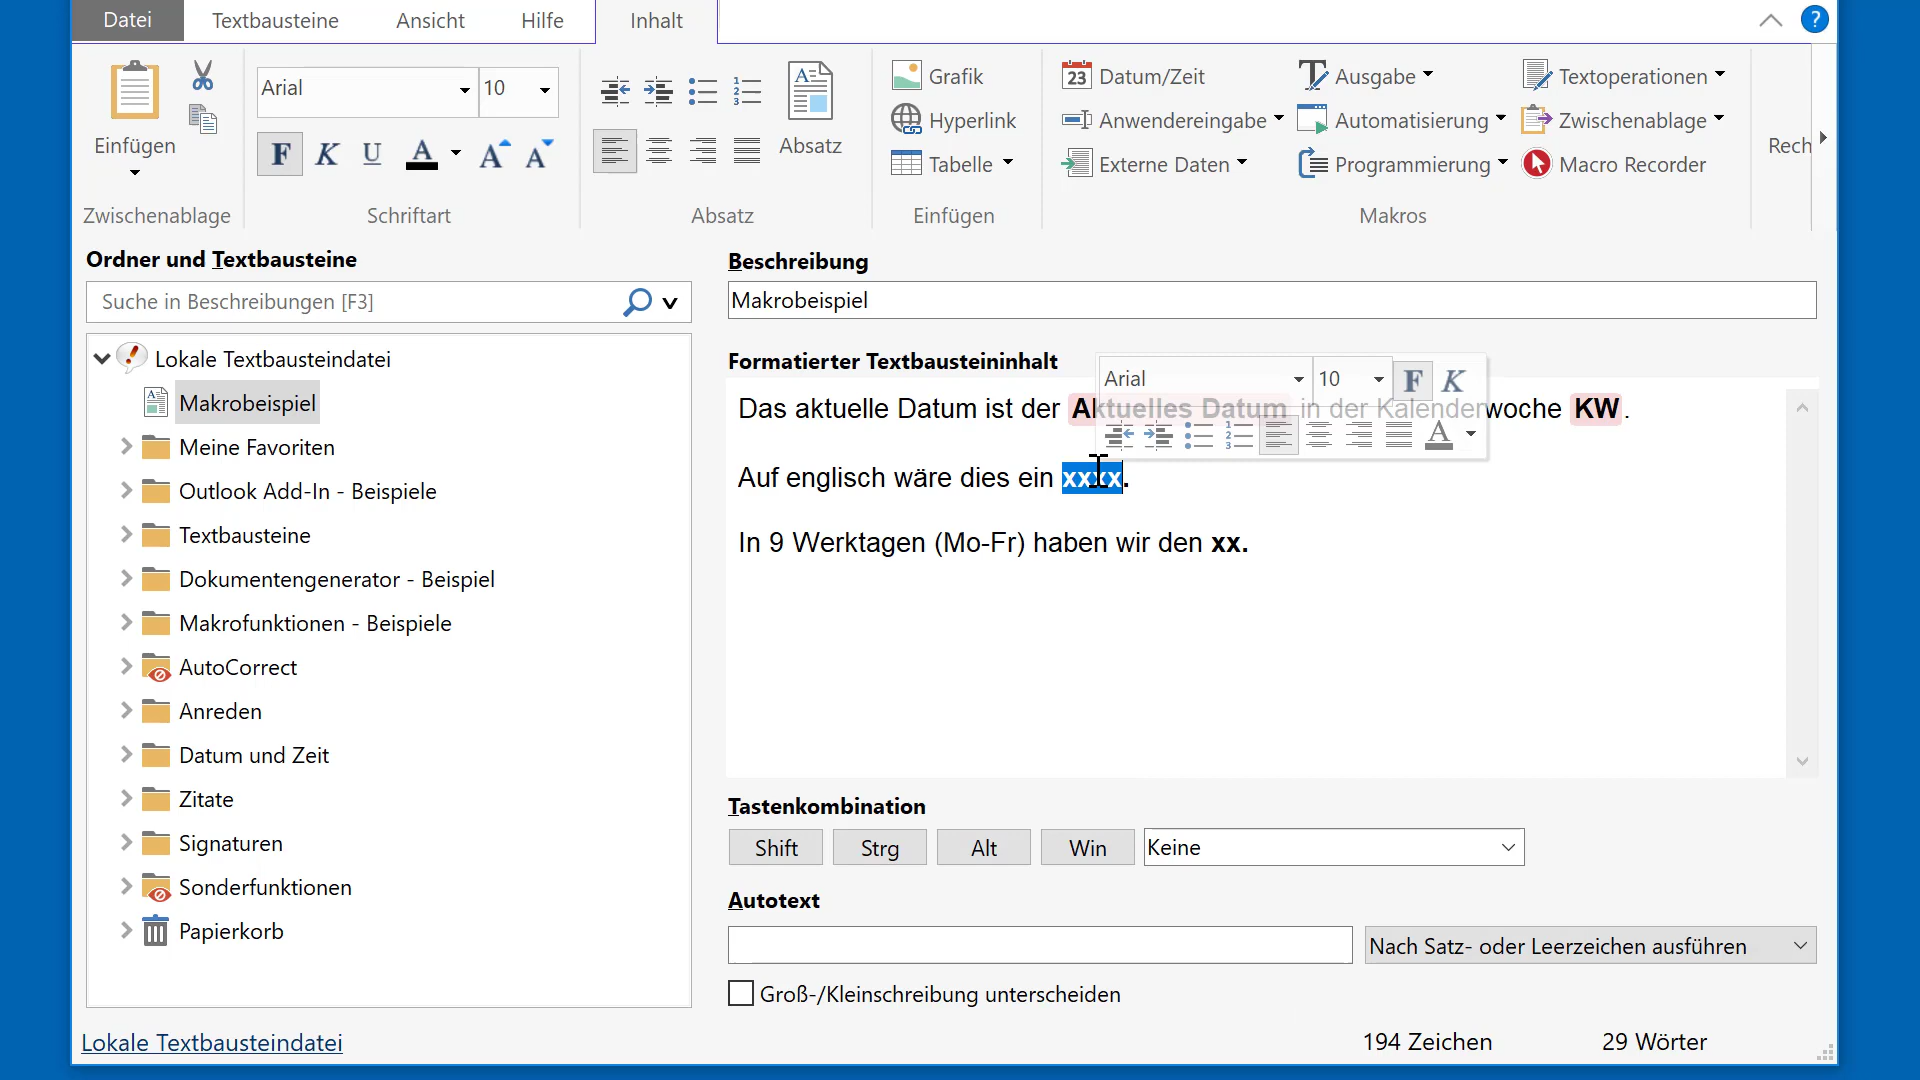 Datei Textbausteine Ansicht Hilfe Inhalt ?
Einfügen
Zwischenablage
Arial 10
F K U A A A
Schriftart
Absatz
Absatz
Grafik
Hyperlink
Tabelle
Einfügen
23 Datum/Zeit
Anwendereingabe
Externe Daten
Ausgabe
Automatisierung
Programmierung
Textoperationen
Zwischenablage
Macro Recorder
Makros
Rech
Ordner und Textbausteine
Suche in Beschreibungen [F3]
Lokale Textbausteindatei
Makrobeispiel
Meine Favoriten
Outlook Add-In - Beispiele
Textbausteine
Dokumentengenerator - Beispiel
Makrofunktionen - Beispiele
AutoCorrect
Anreden
Datum und Zeit
Zitate
Signaturen
Sonderfunktionen
Papierkorb
Lokale Textbausteindatei
Beschreibung
Makrobeispiel
Formatierter Textbausteininhalt
Arial 10 F K
A
Das aktuelle Datum ist der Aktuelles Datum in der Kalenderwoche KW.
Auf englisch wäre dies ein xxxx.
In 9 Werktagen (Mo-Fr) haben wir den xx.
Tastenkombination
Shift Strg Alt Win Keine
Autotext
Nach Satz- oder Leerzeichen ausführen
Groß-/Kleinschreibung unterscheiden
194 Zeichen 29 Wörter